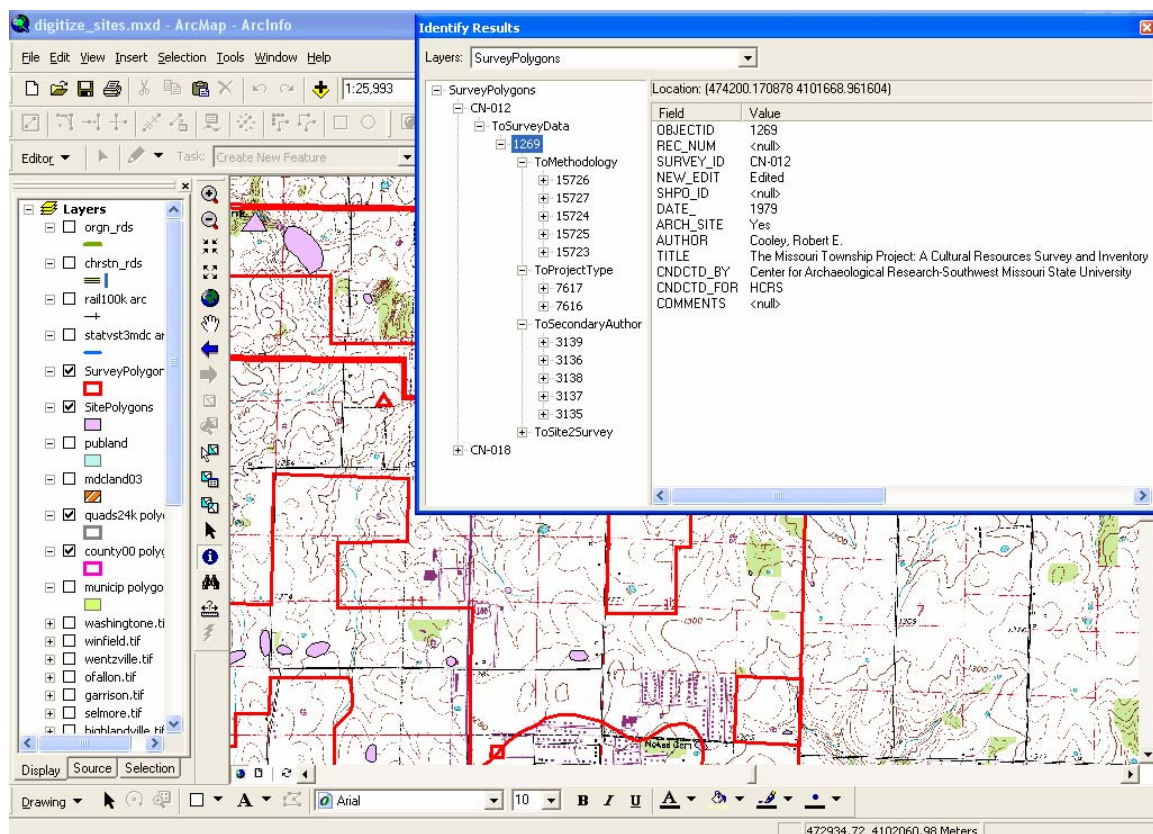 digitize_sites.mxd - ArcMap - ArcInfo
File Edit View Insert Selection Tools Window Help
1:25,993
Editor Task: Create New Feature
Layers
orgn_rds
chrstn_rds
rail100k arc
statvst3mdc ar
SurveyPolygon
SitePolygons
publand
mdcland03
quads24k polyg
county00 polyg
municip polygo
washingtone.ti
winfield.tif
wentzville.tif
ofallon.tif
garrison.tif
selmore.tif
highlandville.tif
Display Source Selection
Drawing Arial 10 B I U A
472934.72 4102060.98 Meters
Identify Results
Layers: SurveyPolygons
SurveyPolygons
CN-012
ToSurveyData
1269
ToMethodology
15726
15727
15724
15725
15723
ToProjectType
7617
7616
ToSecondaryAuthor
3139
3136
3138
3137
3135
ToSite2Survey
CN-018
Location: (474200.170878 4101668.961604)
Field Value
OBJECTID 1269
REC_NUM <null>
SURVEY_ID CN-012
NEW_EDIT Edited
SHPO_ID <null>
DATE_ 1979
ARCH_SITE Yes
AUTHOR Cooley, Robert E.
TITLE The Missouri Township Project: A Cultural Resources Survey and Inventory
CNDCTD_BY Center for Archaeological Research-Southwest Missouri State University
CNDCTD_FOR HCRS
COMMENTS <null>
1300